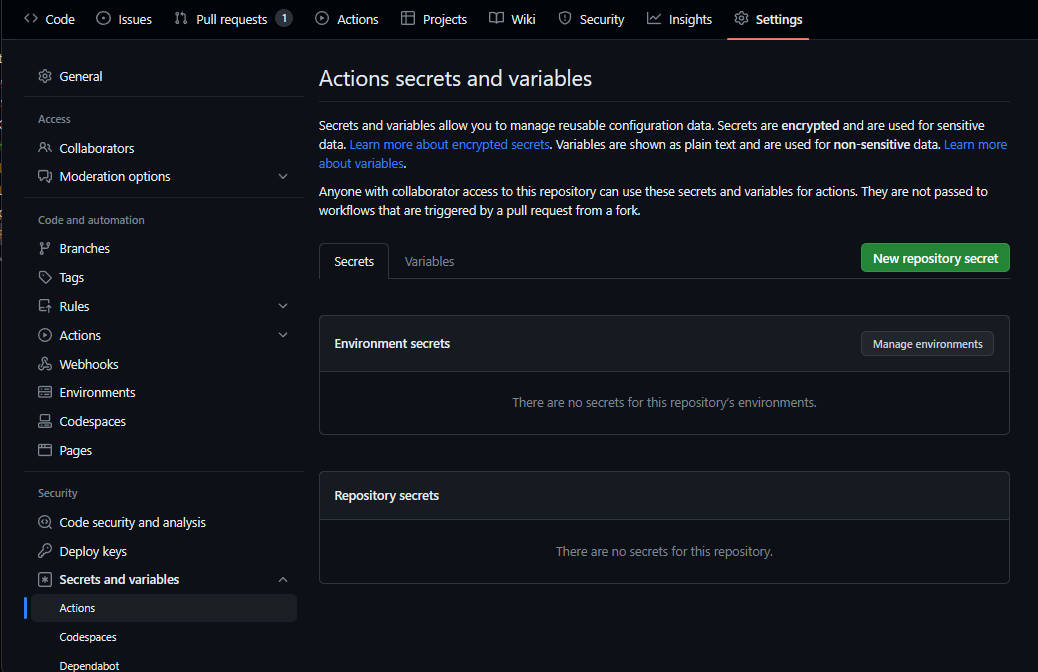 Code Issues Pull requests 1 Actions Projects Wiki Security Insights Settings
General
Access
Collaborators
Moderation options
Code and automation
Branches
Tags
Rules
Actions
Webhooks
Environments
Codespaces
Pages
Security
Code security and analysis
Deploy keys
Secrets and variables
Actions
Codespaces
Dependabot
Actions secrets and variables
Secrets and variables allow you to manage reusable configuration data. Secrets are encrypted and are used for sensitive
data. Learn more about encrypted secrets. Variables are shown as plain text and are used for non-sensitive data. Learn more
about variables.
Anyone with collaborator access to this repository can use these secrets and variables for actions. They are not passed to
workflows that are triggered by a pull request from a fork.
Secrets Variables New repository secret
Environment secrets Manage environments
There are no secrets for this repository's environments.
Repository secrets
There are no secrets for this repository.